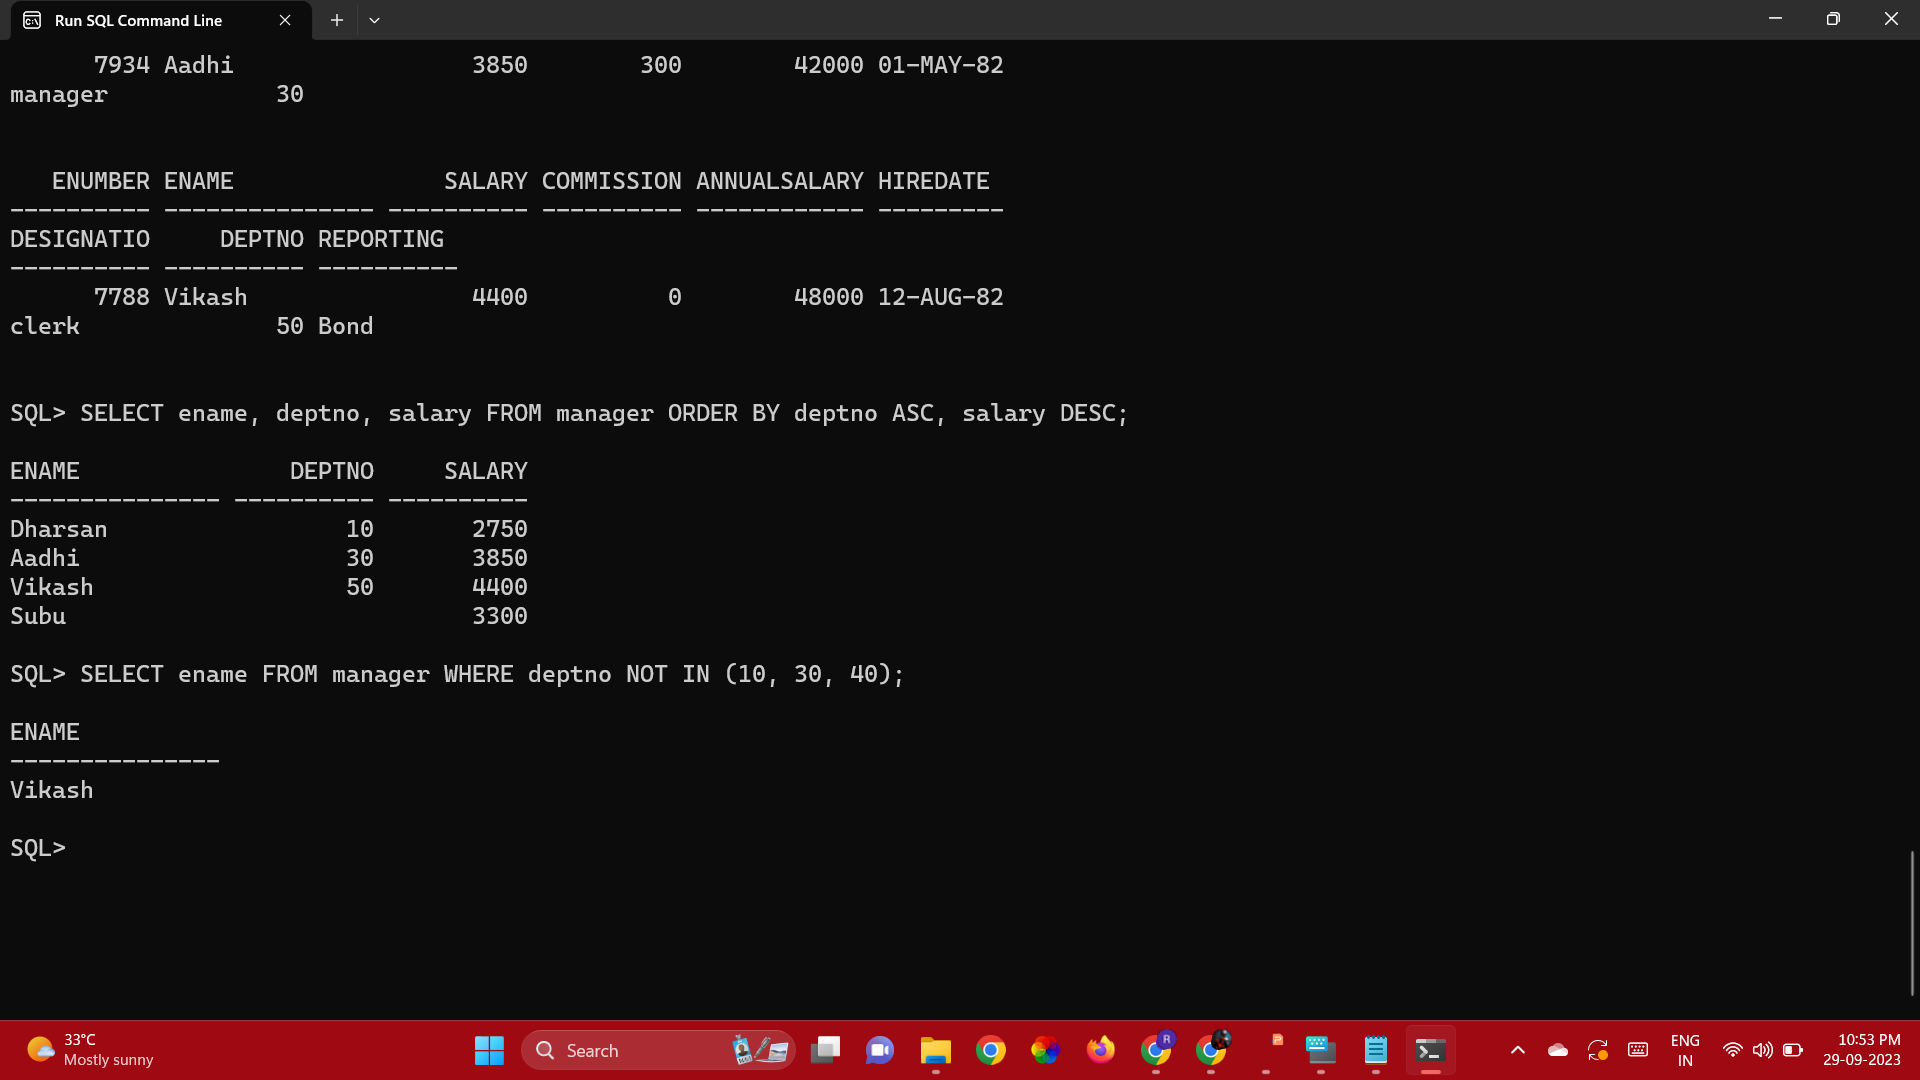 Run SQL Command Line
      7934 Aadhi                 3850        300        42000 01-MAY-82
manager            30
   ENUMBER ENAME               SALARY COMMISSION ANNUALSALARY HIREDATE
---------- --------------- ---------- ---------- ------------ ---------
DESIGNATIO     DEPTNO REPORTING
---------- ---------- ----------
      7788 Vikash                4400          0        48000 12-AUG-82
clerk              50 Bond
SQL> SELECT ename, deptno, salary FROM manager ORDER BY deptno ASC, salary DESC;
ENAME               DEPTNO     SALARY
--------------- ---------- ----------
Dharsan                 10       2750
Aadhi                   30       3850
Vikash                  50       4400
Subu                             3300
SQL> SELECT ename FROM manager WHERE deptno NOT IN (10, 30, 40);
ENAME
---------------
Vikash
SQL>
33°C
Mostly sunny
Search
R
ENG
IN
10:53 PM
29-09-2023